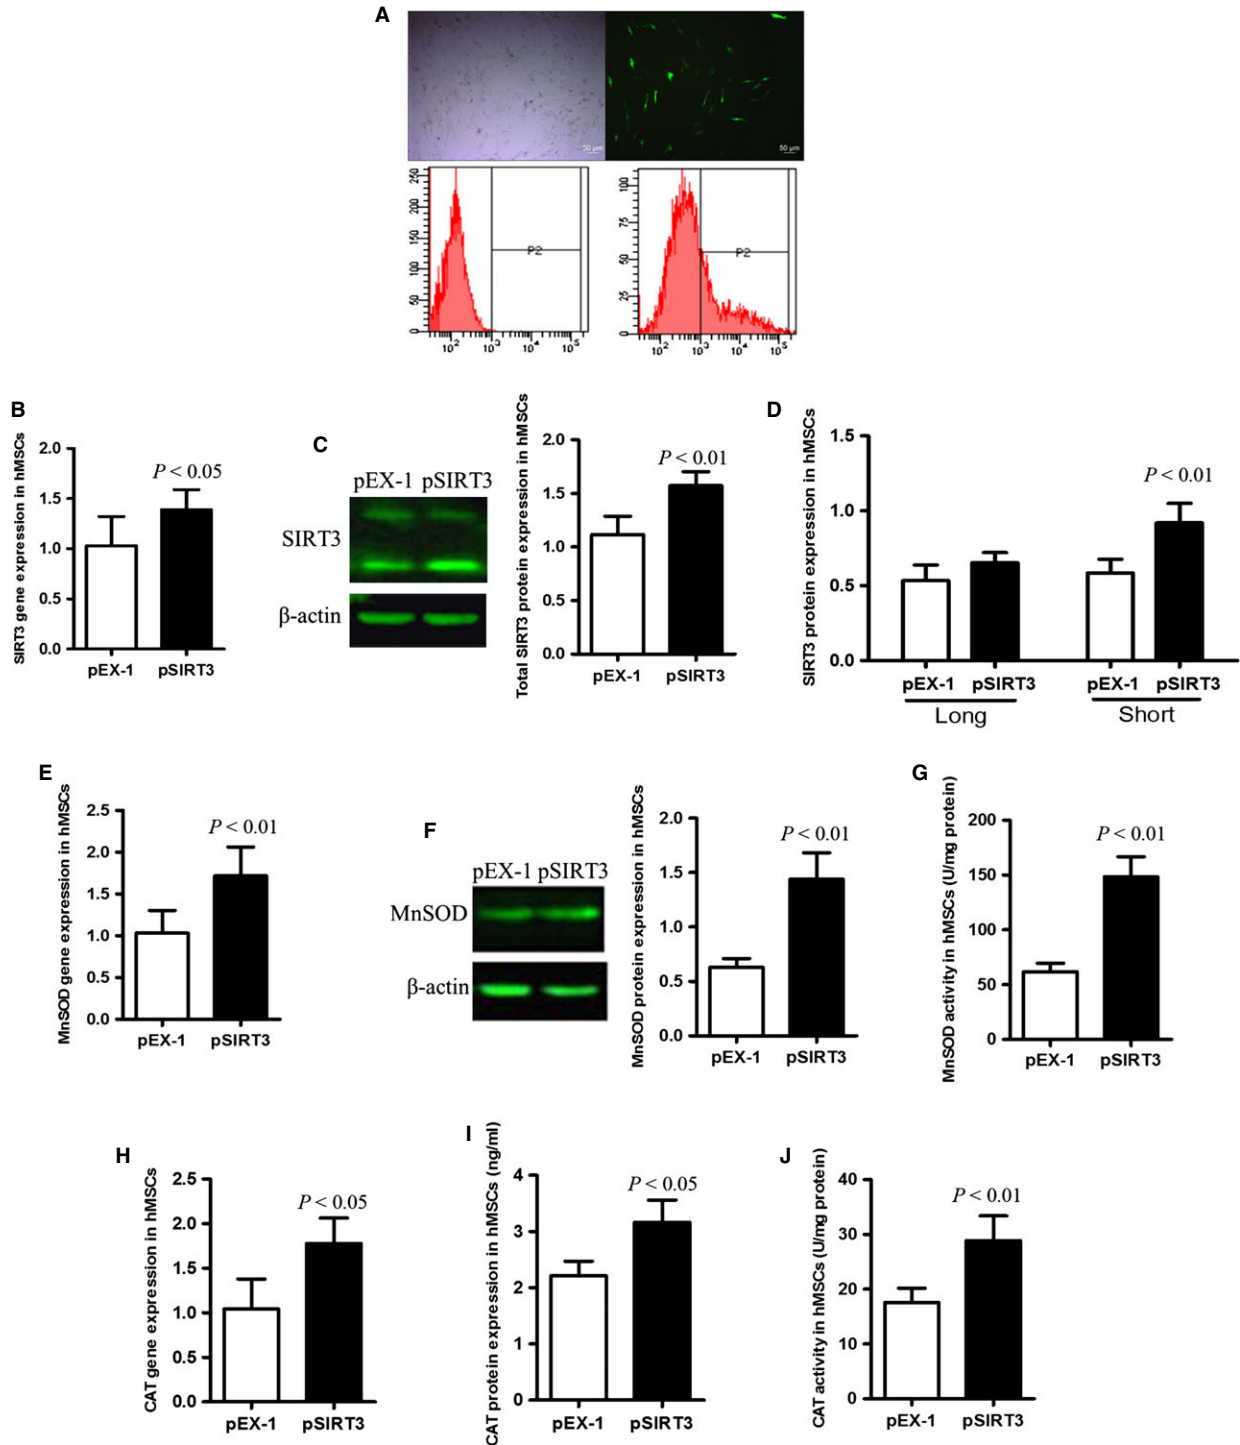 A
50 µm
50 µm
250
200
150
100
50
0
P2
10² 10³ 10⁴ 10⁵
100
75
50
25
0
P2
10² 10³ 10⁴ 10⁵
B
SIRT3 gene expression in hMSCs
2.0
1.5
1.0
0.5
0.0
P < 0.05
pEX-1 pSIRT3
C
pEX-1 pSIRT3
SIRT3
β-actin
Total SIRT3 protein expression in hMSCs
2.0
1.5
1.0
0.5
0.0
P < 0.01
pEX-1 pSIRT3
D
SIRT3 protein expression in hMSCs
1.5
1.0
0.5
0.0
P < 0.01
pEX-1 pSIRT3 pEX-1 pSIRT3
Long Short
E
MnSOD gene expression in hMSCs
2.5
2.0
1.5
1.0
0.5
0.0
P < 0.01
pEX-1 pSIRT3
F
pEX-1 pSIRT3
MnSOD
β-actin
MnSOD protein expression in hMSCs
2.0
1.5
1.0
0.5
0.0
P < 0.01
pEX-1 pSIRT3
G
MnSOD activity in hMSCs (U/mg protein)
200
150
100
50
0
P < 0.01
pEX-1 pSIRT3
H
CAT gene expression in hMSCs
2.5
2.0
1.5
1.0
0.5
0.0
P < 0.05
pEX-1 pSIRT3
I
CAT protein expression in hMSCs (ng/ml)
4
3
2
1
0
P < 0.05
pEX-1 pSIRT3
J
CAT activity in hMSCs (U/mg protein)
40
30
20
10
0
P < 0.01
pEX-1 pSIRT3